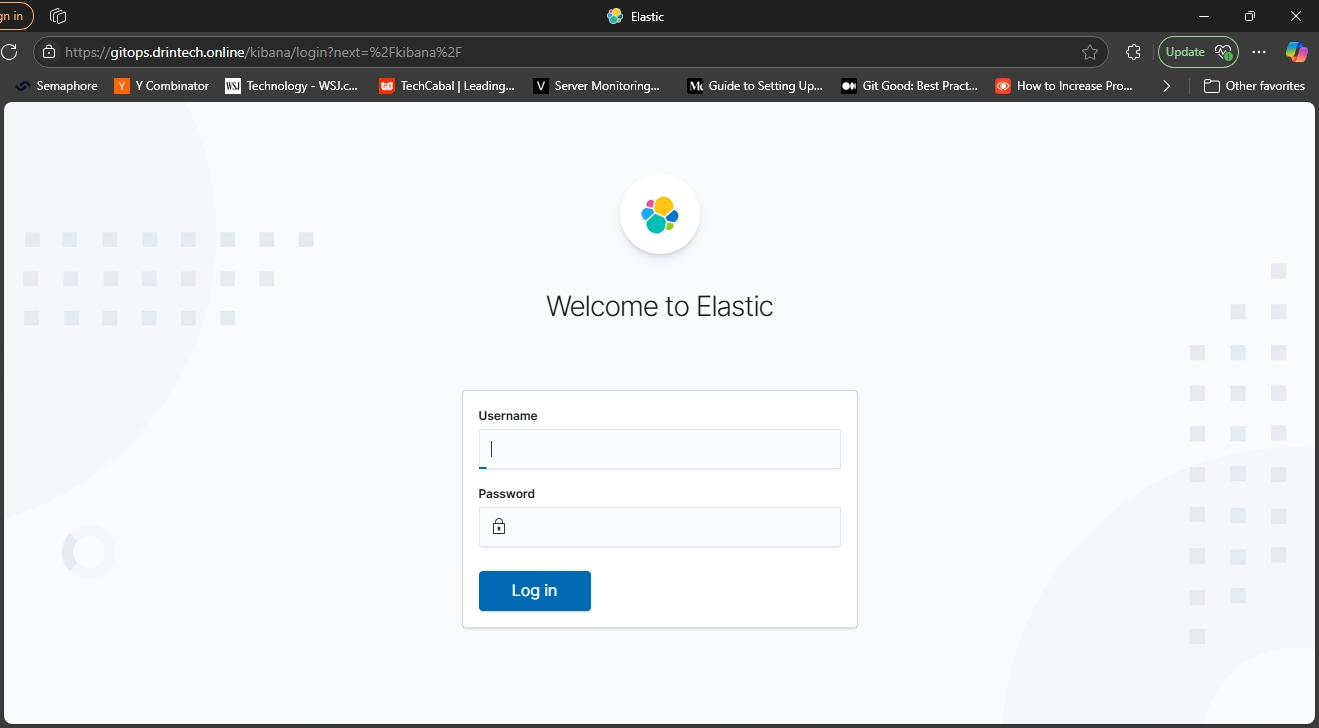 gn in
Elastic
https://gitops.drintech.online/kibana/login?next=%2Fkibana%2F
Update
Semaphore
Y Combinator
WSJ Technology - WSJ.c...
TechCabal | Leading...
V Server Monitoring...
Guide to Setting Up...
Git Good: Best Pract...
How to Increase Pro...
Other favorites
Welcome to Elastic
Username
Password
Log in